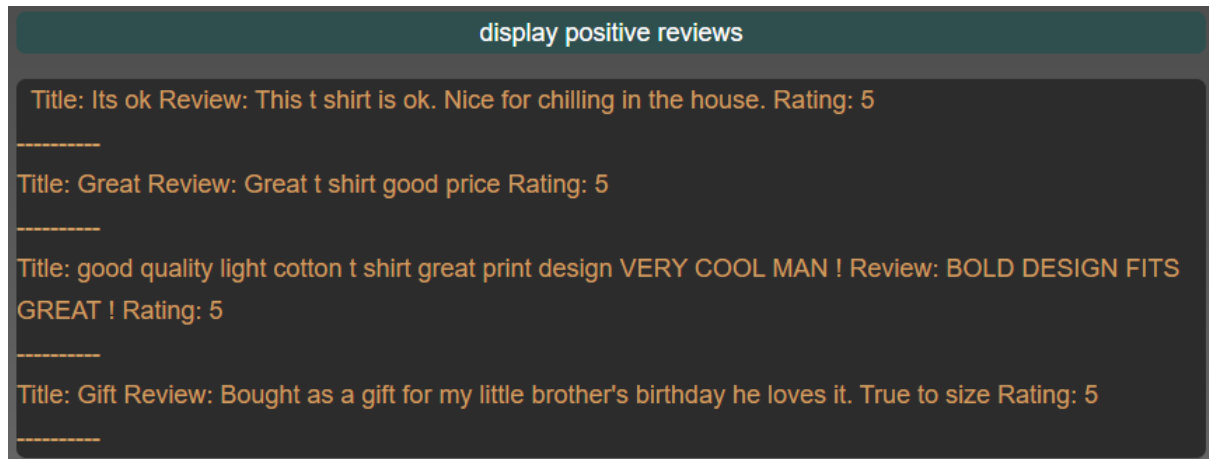 display positive reviews
Title: Its ok Review: This t shirt is ok. Nice for chilling in the house. Rating: 5
----------
Title: Great Review: Great t shirt good price Rating: 5
----------
Title: good quality light cotton t shirt great print design VERY COOL MAN ! Review: BOLD DESIGN FITS
GREAT ! Rating: 5
----------
Title: Gift Review: Bought as a gift for my little brother's birthday he loves it. True to size Rating: 5
----------